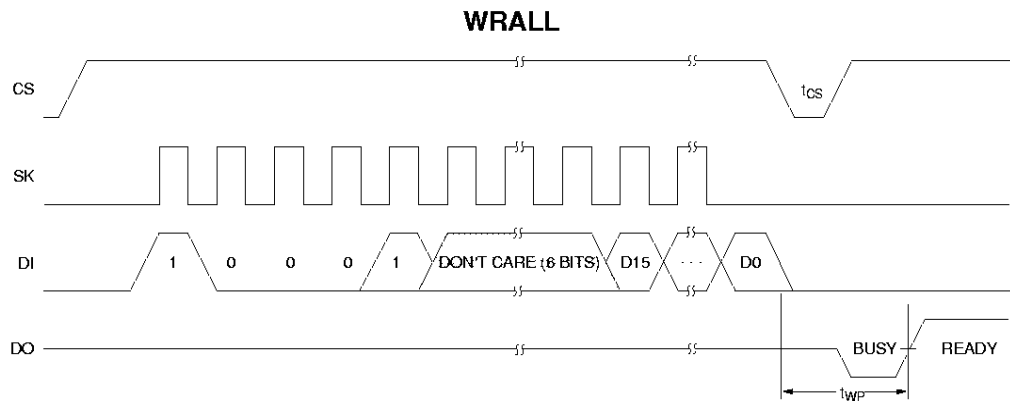 WRALL
CS
tCS
SK
DI 1 0 0 0 1 DON'T CARE (6 BITS) D15 · · · D0
DO BUSY READY
tWP